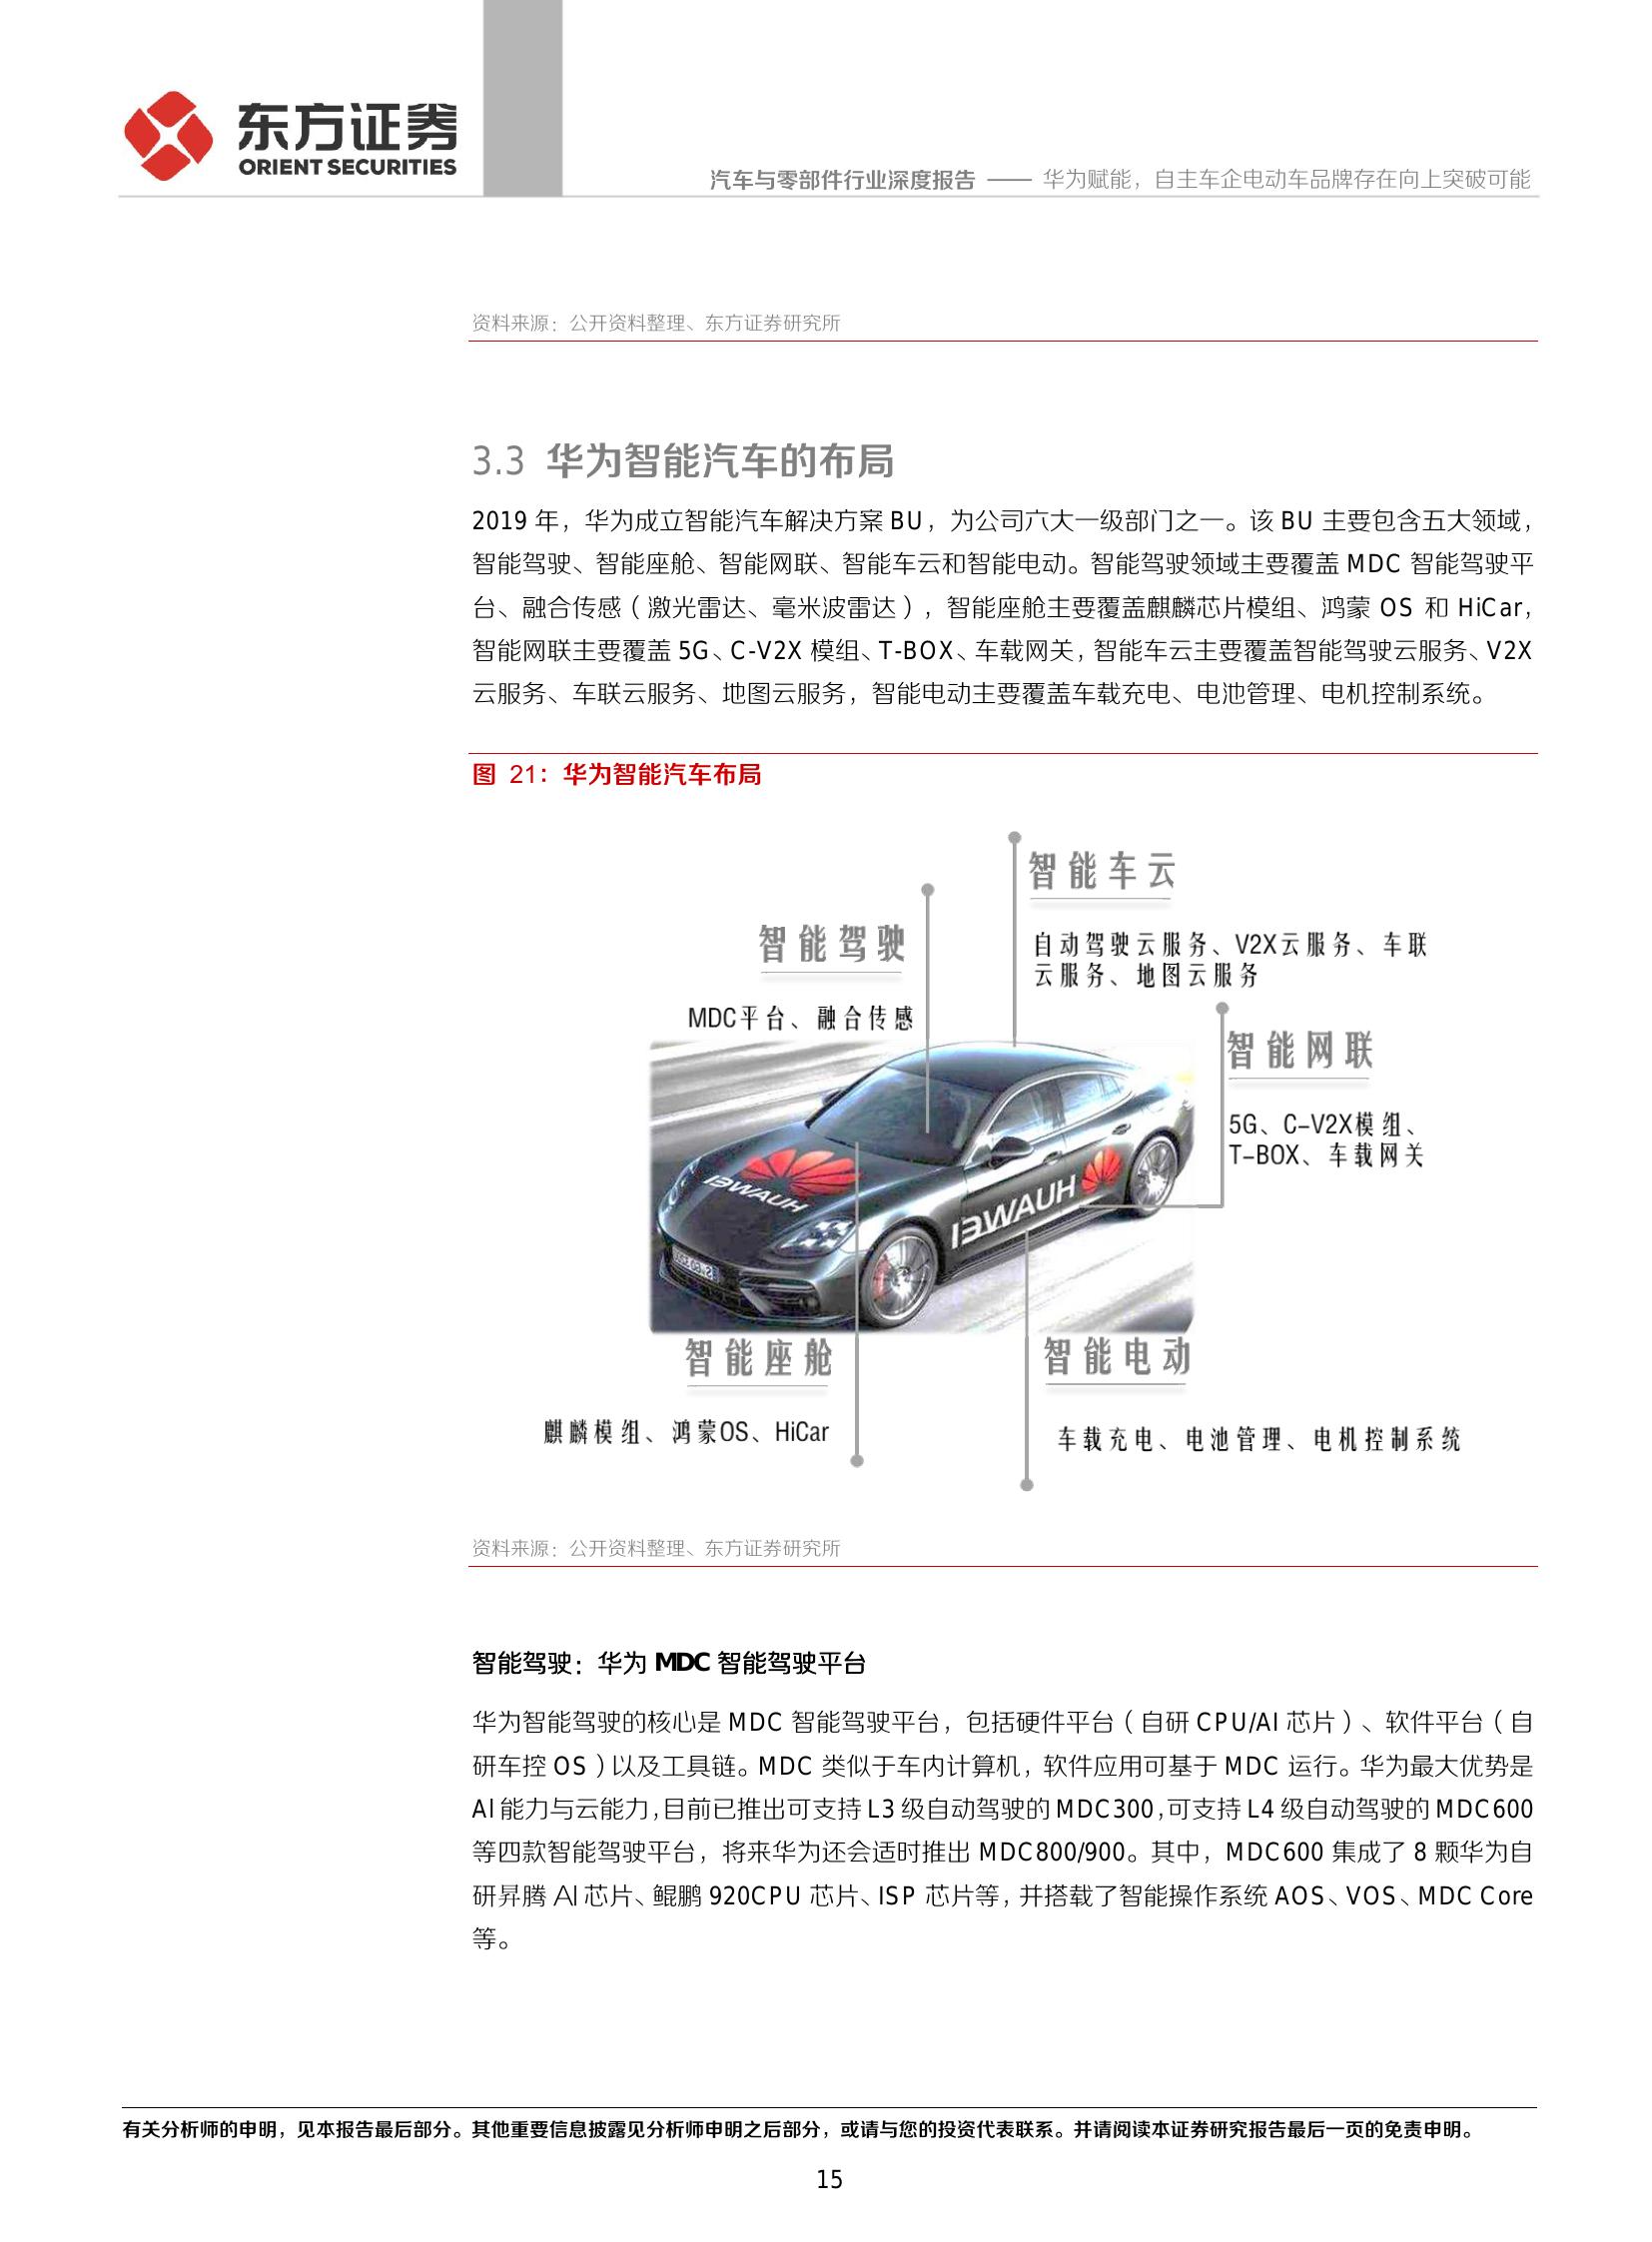 东方证券
ORIENT SECURITIES
汽车与零部件行业深度报告 —— 华为赋能，自主车企电动车品牌存在向上突破可能
资料来源：公开资料整理、东方证券研究所
3.3 华为智能汽车的布局
2019 年，华为成立智能汽车解决方案 BU，为公司六大一级部门之一。该 BU 主要包含五大领域，
智能驾驶、智能座舱、智能网联、智能车云和智能电动。智能驾驶领域主要覆盖 MDC 智能驾驶平
台、融合传感（激光雷达、毫米波雷达），智能座舱主要覆盖麒麟芯片模组、鸿蒙 OS 和 HiCar，
智能网联主要覆盖 5G、C-V2X 模组、T-BOX、车载网关，智能车云主要覆盖智能驾驶云服务、V2X
云服务、车联云服务、地图云服务，智能电动主要覆盖车载充电、电池管理、电机控制系统。
图 21：华为智能汽车布局
智能车云
自动驾驶云服务、V2X云服务、车联
云服务、地图云服务
智能驾驶
MDC平台、融合传感
智能网联
5G、C-V2X模组、
T-BOX、车载网关
智能座舱
麒麟模组、鸿蒙OS、HiCar
智能电动
车载充电、电池管理、电机控制系统
资料来源：公开资料整理、东方证券研究所
智能驾驶：华为 MDC 智能驾驶平台
华为智能驾驶的核心是 MDC 智能驾驶平台，包括硬件平台（自研 CPU/AI 芯片）、软件平台（自
研车控 OS）以及工具链。MDC 类似于车内计算机，软件应用可基于 MDC 运行。华为最大优势是
AI 能力与云能力，目前已推出可支持 L3 级自动驾驶的 MDC300，可支持 L4 级自动驾驶的 MDC600
等四款智能驾驶平台，将来华为还会适时推出 MDC800/900。其中，MDC600 集成了 8 颗华为自
研昇腾 AI 芯片、鲲鹏 920CPU 芯片、ISP 芯片等，并搭载了智能操作系统 AOS、VOS、MDC Core
等。
有关分析师的申明，见本报告最后部分。其他重要信息披露见分析师申明之后部分，或请与您的投资代表联系。并请阅读本证券研究报告最后一页的免责申明。
15